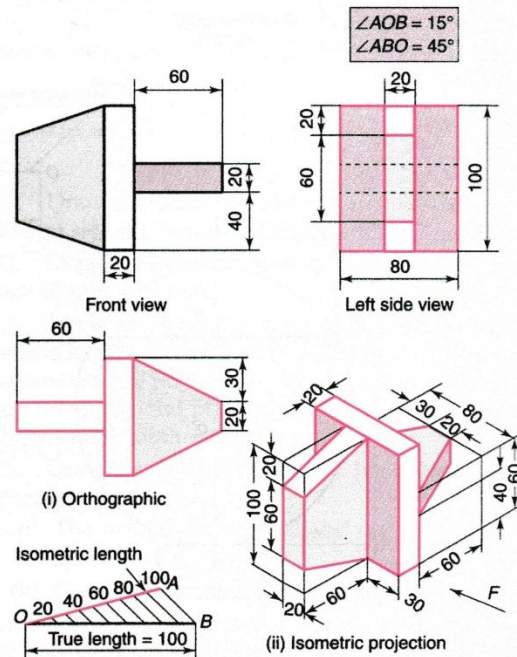 ∠AOB = 15°
∠ABO = 45°
60
20
40
20
Front view
20
20
60
100
80
Left side view
60
30
20
(i) Orthographic
Isometric length
O 20 40 60 80 100 A
B
True length = 100
20
30
20
80
20
100
60
40
60
20
60
30
60
F
(ii) Isometric projection